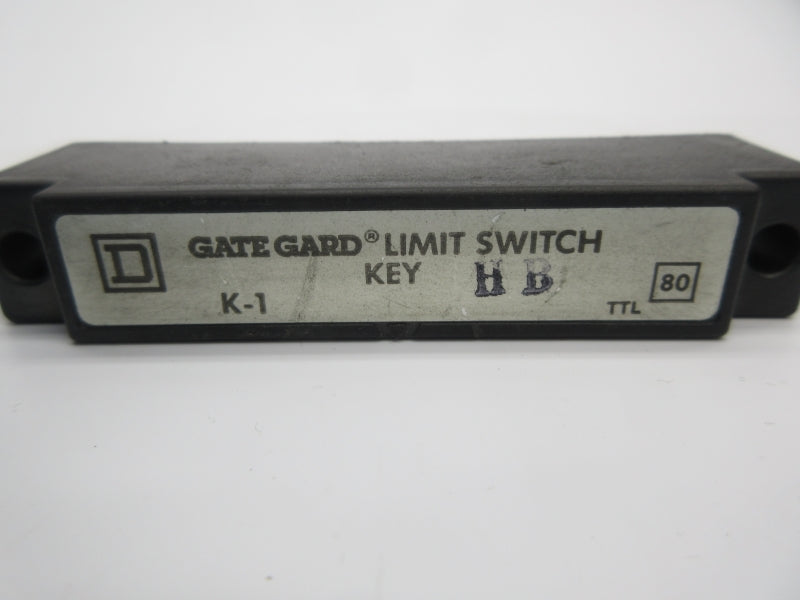 D GATE GARD® LIMIT SWITCH
KEY H B
K-1 TTL 80